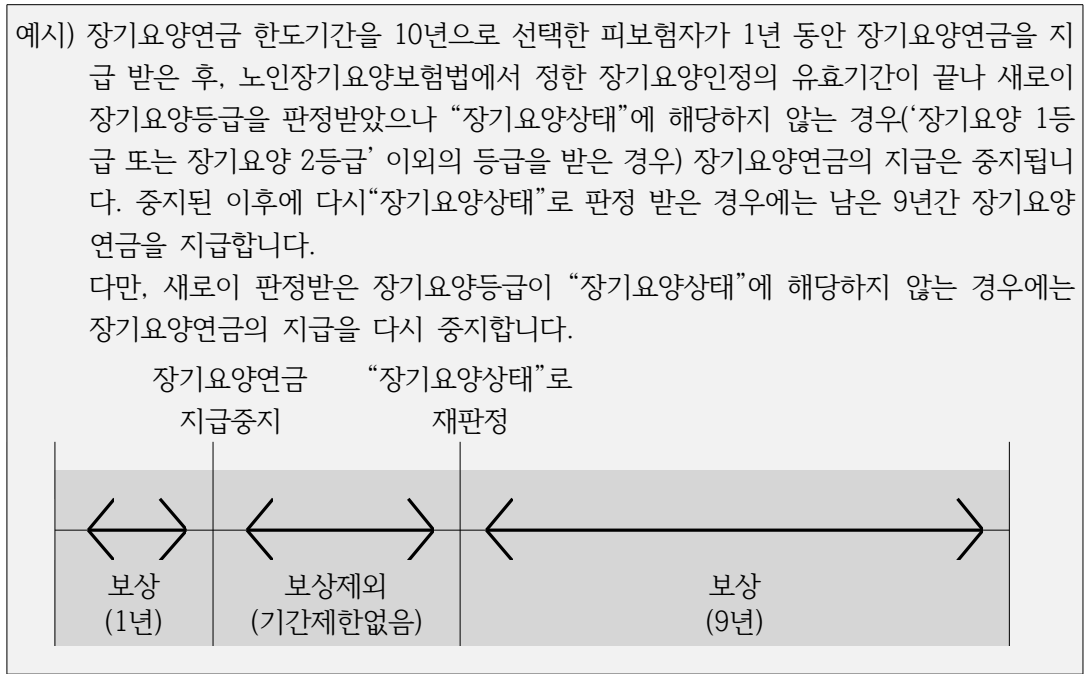 예시) 장기요양연금 한도기간을 10년으로 선택한 피보험자가 1년 동안 장기요양연금을 지
급 받은 후, 노인장기요양보험법에서 정한 장기요양인정의 유효기간이 끝나 새로이
장기요양등급을 판정받았으나 “장기요양상태”에 해당하지 않는 경우(‘장기요양 1등
급 또는 장기요양 2등급’ 이외의 등급을 받은 경우) 장기요양연금의 지급은 중지됩니
다. 중지된 이후에 다시“장기요양상태”로 판정 받은 경우에는 남은 9년간 장기요양
연금을 지급합니다.
다만, 새로이 판정받은 장기요양등급이 “장기요양상태”에 해당하지 않는 경우에는
장기요양연금의 지급을 다시 중지합니다.
장기요양연금 “장기요양상태”로
지급중지 재판정
보상 보상제외 보상
(1년) (기간제한없음) (9년)